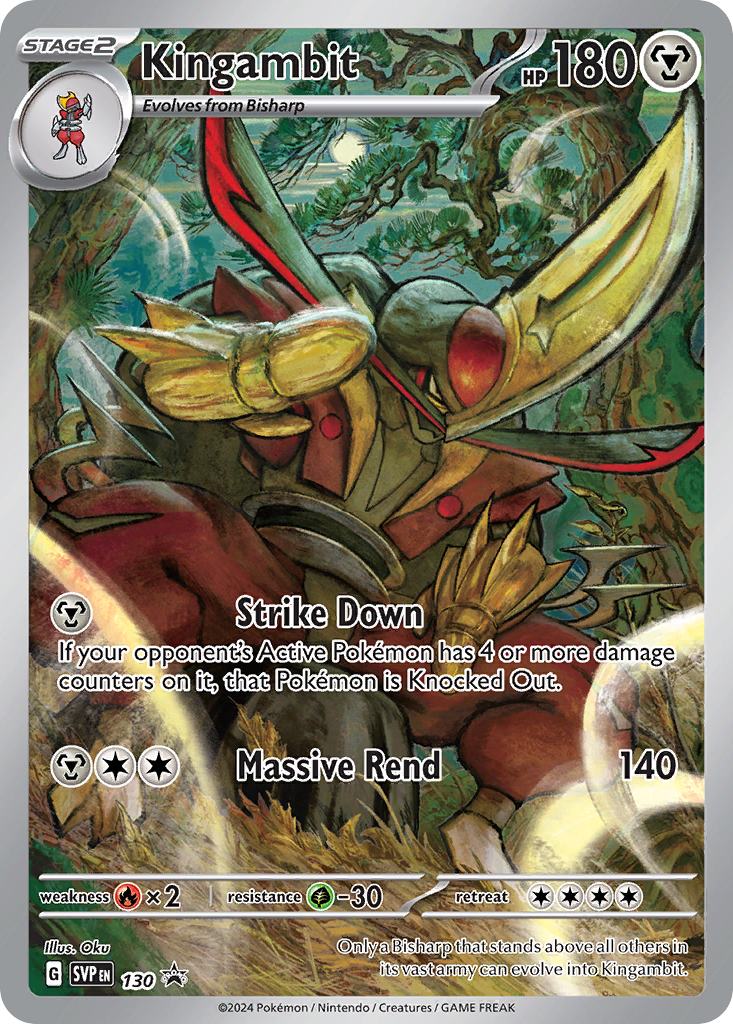 STAGE2
Kingambit
HP 180
Evolves from Bisharp
Strike Down
If your opponent's Active Pokémon has 4 or more damage
counters on it, that Pokémon is Knocked Out.
Massive Rend 140
weakness ×2 resistance -30 retreat
Illus. Oku
Only a Bisharp that stands above all others in
its vast army can evolve into Kingambit.
G SVP EN 130
©2024 Pokémon / Nintendo / Creatures / GAME FREAK